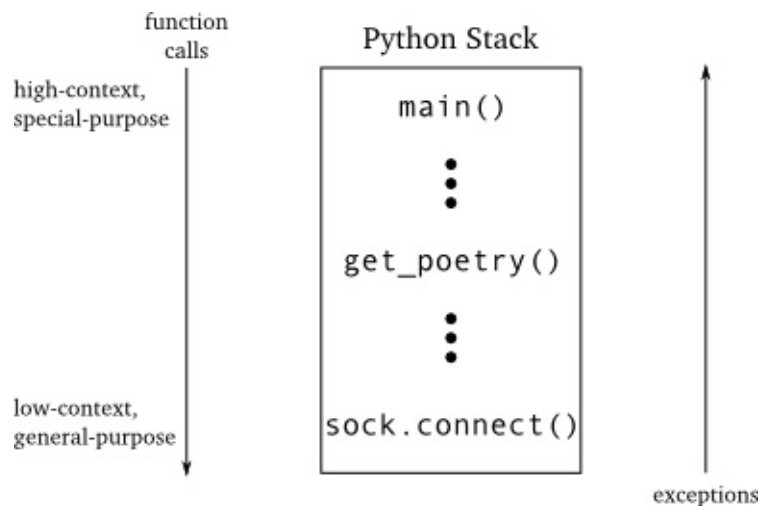 function
calls
Python Stack
high-context,
special-purpose
main()
get_poetry()
low-context,
general-purpose
sock.connect()
exceptions